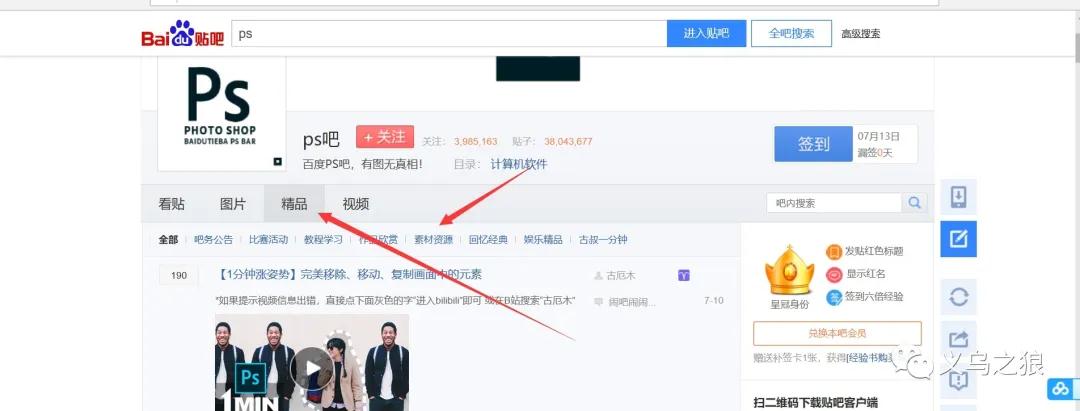 Bai du 贴吧 ps 进入贴吧 全吧搜索 高级搜索
Ps
PHOTO SHOP
BAIDUTIEBA PS BAR
ps吧 + 关注 关注： 3,985,163 贴子： 38,043,677
百度PS吧，有图无真相！ 目录： 计算机软件
签到 07月13日
漏签0天
看贴 图片 精品 视频 吧内搜索
全部 吧务公告 比赛活动 教程学习 作品欣赏 素材资源 回忆经典 娱乐精品 古叔一分钟
190 【1分钟涨姿势】完美移除、移动、复制画面中的元素 古厄木
"如果提示视频信息出错，直接点下面灰色的字"进入bilibili"即可 或在B站搜索"古厄木" 闹吧闹闹... 7-10
Ps
1MIN
皇冠身份
发贴红色标题
显示红名
签到六倍经验
兑换本吧会员
赠送补签卡1张，获得[经验书购
扫二维码下载贴吧客户端
义乌之狼